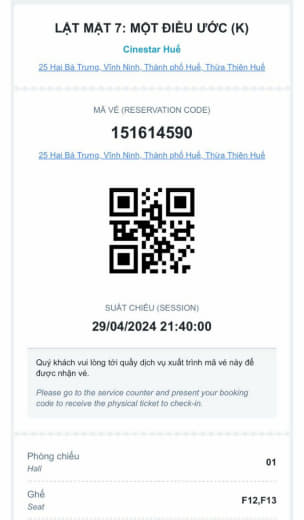 LẬT MẶT 7: MỘT ĐIỀU ƯỚC (K)
Cinestar Huế
25 Hai Bà Trưng, Vĩnh Ninh, Thành phố Huế, Thừa Thiên Huế
MÃ VÉ (RESERVATION CODE)
151614590
25 Hai Bà Trưng, Vĩnh Ninh, Thành phố Huế, Thừa Thiên Huế
SUẤT CHIẾU (SESSION)
29/04/2024 21:40:00
Quý khách vui lòng tới quầy dịch vụ xuất trình mã vé này để
được nhận vé.
Please go to the service counter and present your booking
code to receive the physical ticket to check-in.
Phòng chiếu
Hall
01
Ghế
Seat
F12,F13